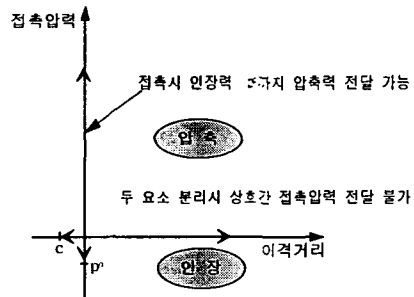 접촉압력
접촉시 인장력 까지 압축력 전달 가능
압 축
두 요소 분리시 상호간 접촉압력 전달 불가
이격거리
c
인 장